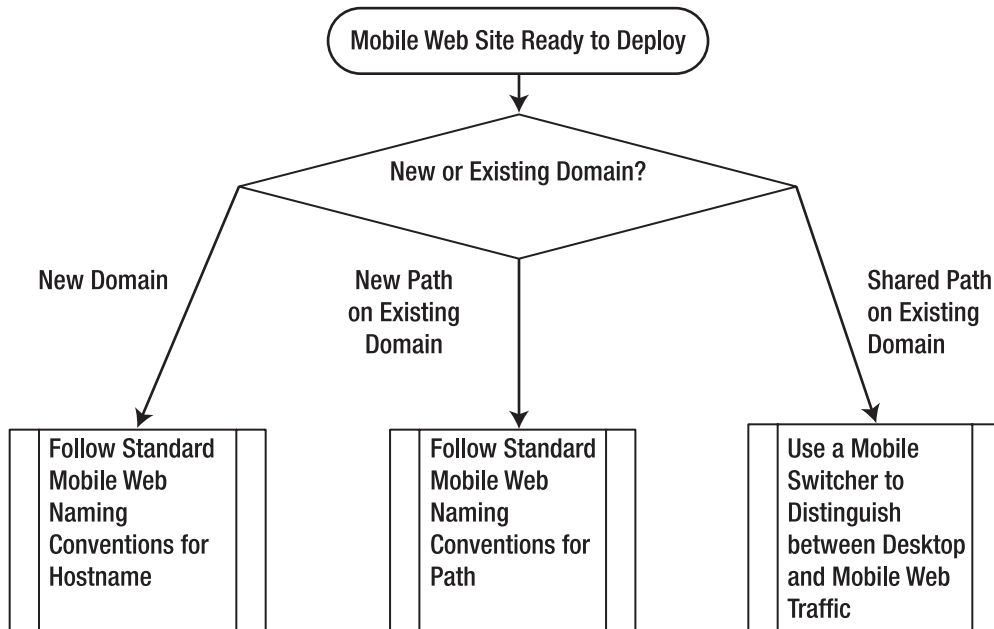 Mobile Web Site Ready to Deploy
New or Existing Domain?
New Domain
New Path
on Existing
Domain
Shared Path
on Existing
Domain
Follow Standard
Mobile Web
Naming
Conventions for
Hostname
Follow Standard
Mobile Web
Naming
Conventions for
Path
Use a Mobile
Switcher to
Distinguish
between Desktop
and Mobile Web
Traffic